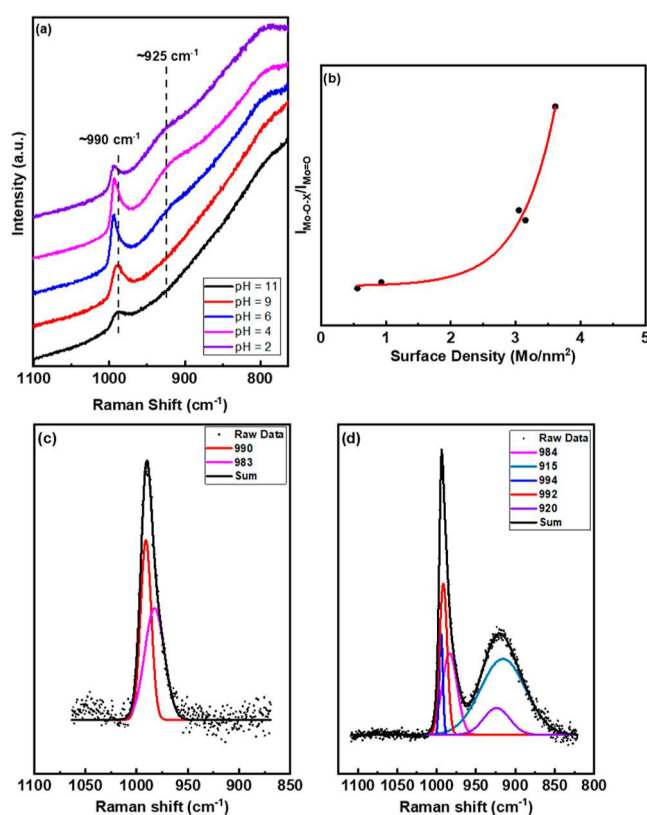 (a)
~925 cm⁻¹
~990 cm⁻¹
Intensity (a.u.)
pH = 11
pH = 9
pH = 6
pH = 4
pH = 2
1100 1000 900 800
Raman Shift (cm⁻¹)
(b)
I Mo-O-X/I Mo=O
0 1 2 3 4 5
Surface Density (Mo/nm²)
(c)
Raw Data
990
983
Sum
1100 1050 1000 950 900 850
Raman shift (cm⁻¹)
(d)
Raw Data
984
915
994
992
920
Sum
1100 1050 1000 950 900 850 800
Raman shift (cm⁻¹)